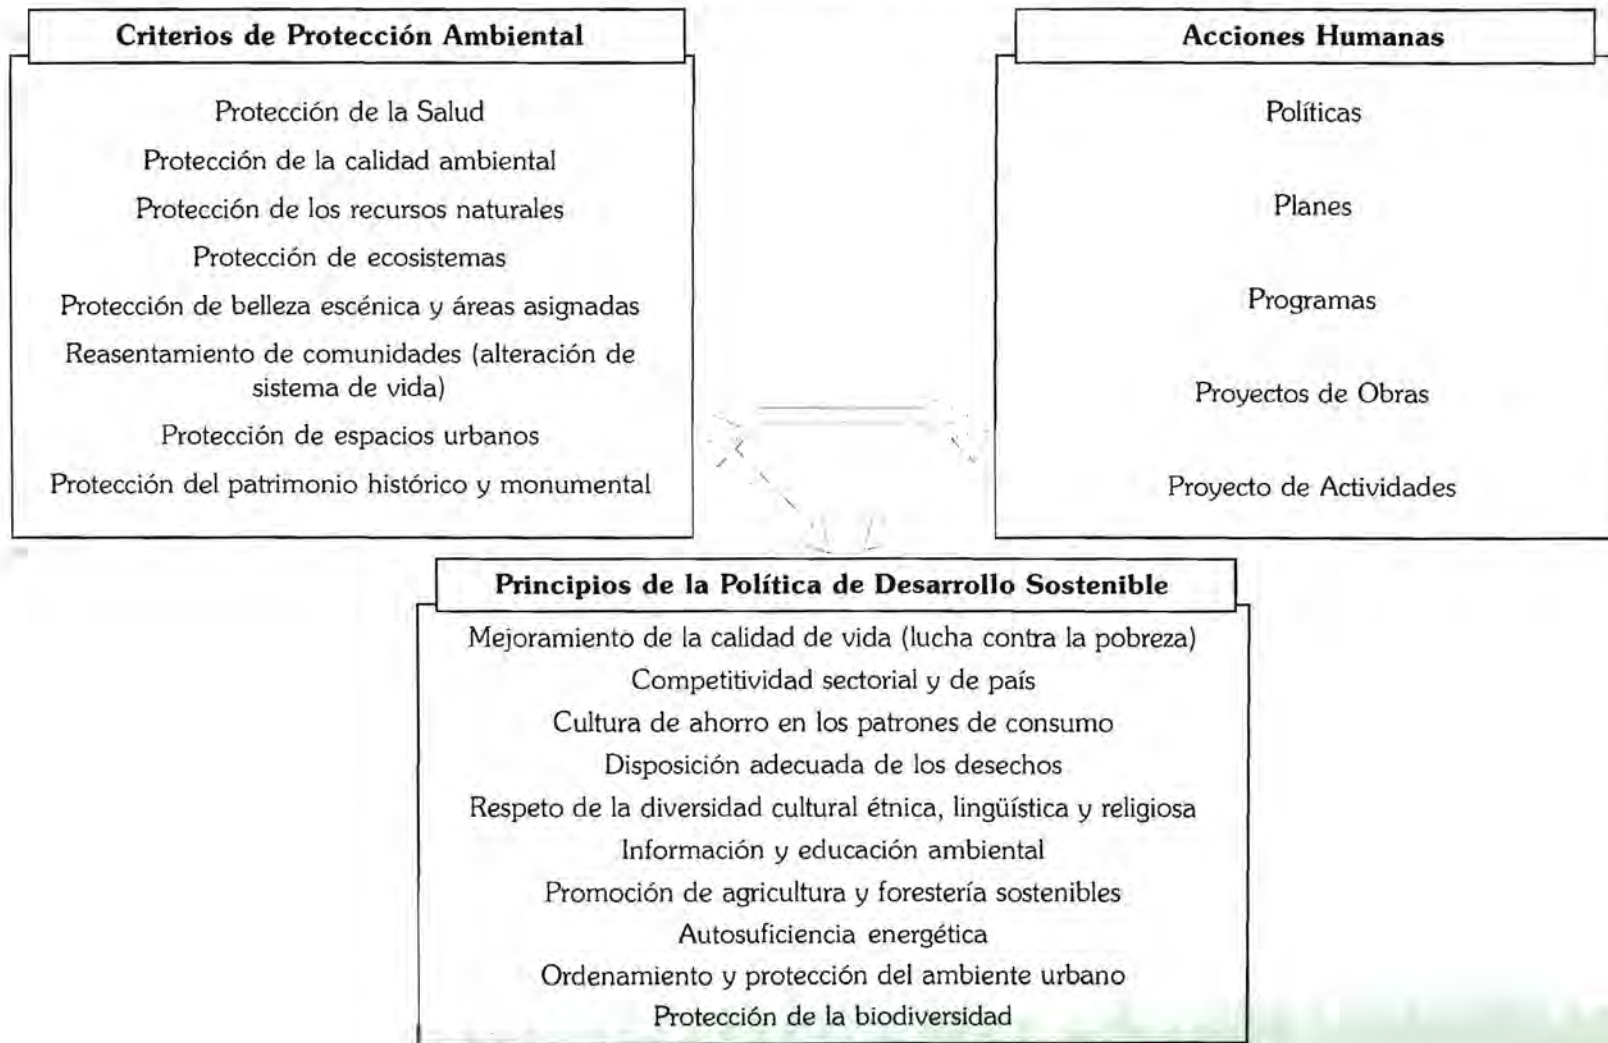 Criterios de Protección Ambiental
Protección de la Salud
Protección de la calidad ambiental
Protección de los recursos naturales
Protección de ecosistemas
Protección de belleza escénica y áreas asignadas
Reasentamiento de comunidades (alteración de
sistema de vida)
Protección de espacios urbanos
Protección del patrimonio histórico y monumental
Acciones Humanas
Políticas
Planes
Programas
Proyectos de Obras
Proyecto de Actividades
Principios de la Política de Desarrollo Sostenible
Mejoramiento de la calidad de vida (lucha contra la pobreza)
Competitividad sectorial y de país
Cultura de ahorro en los patrones de consumo
Disposición adecuada de los desechos
Respeto de la diversidad cultural étnica, lingüística y religiosa
Información y educación ambiental
Promoción de agricultura y forestería sostenibles
Autosuficiencia energética
Ordenamiento y protección del ambiente urbano
Protección de la biodiversidad